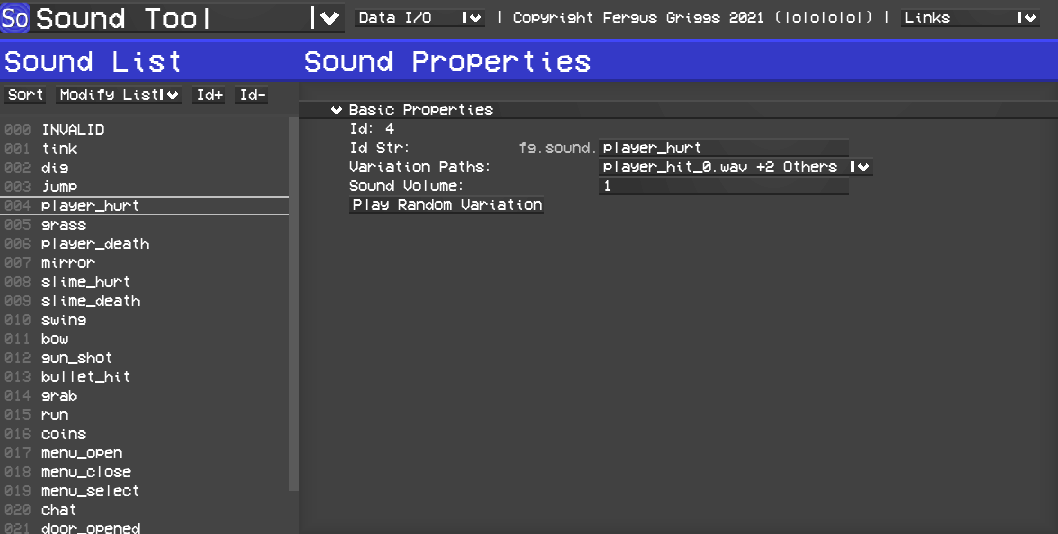 So Sound Tool
Data I/O | Copyright Fergus Griggs 2021 (lolololol) | Links
Sound List
Sound Properties
Sort Modify List Id+ Id-
000 INVALID
001 tink
002 dig
003 jump
004 player_hurt
005 grass
006 player_death
007 mirror
008 slime_hurt
009 slime_death
010 swing
011 bow
012 gun_shot
013 bullet_hit
014 grab
015 run
016 coins
017 menu_open
018 menu_close
019 menu_select
020 chat
021 door_opened
Basic Properties
Id: 4
Id Str: fg.sound. player_hurt
Variation Paths: player_hit_0.wav +2 Others
Sound Volume: 1
Play Random Variation